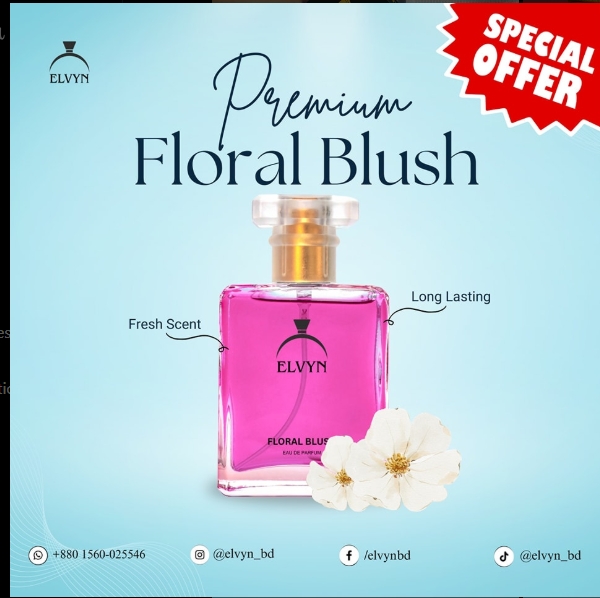 ELVYN
SPECIAL
OFFER
Premium
Floral Blush
Long Lasting
Fresh Scent
ELVYN
FLORAL BLUS
EAU DE PARFUM
+880 1560-025546
@elvyn_bd
/elvynbd
@elvyn_bd